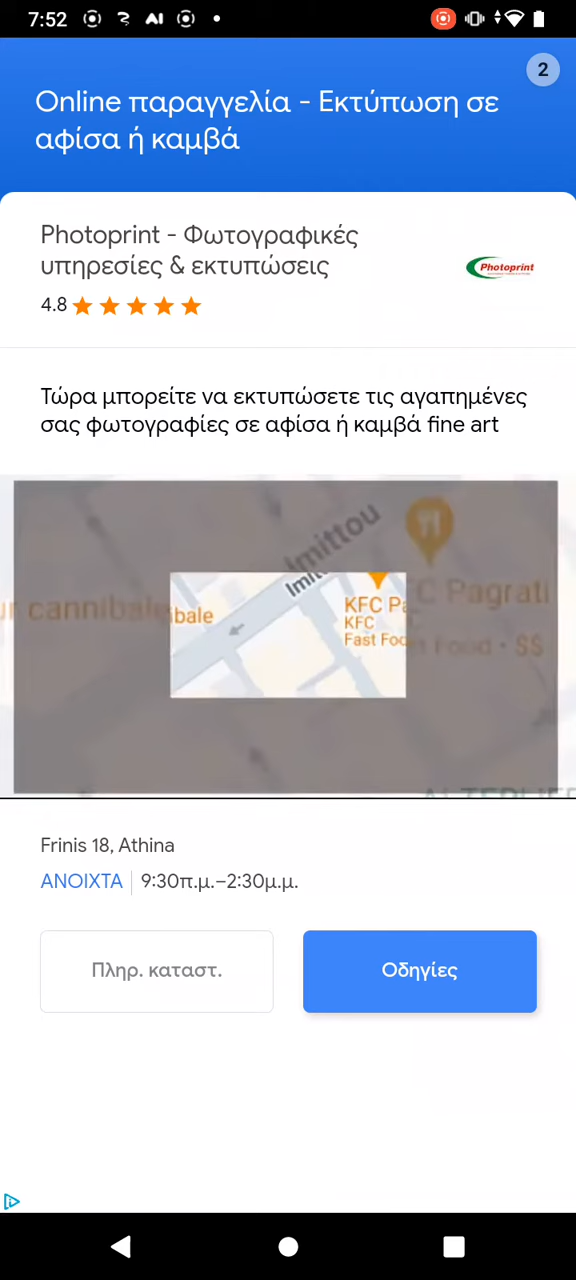 7:52
2
Online παραγγελία - Εκτύπωση σε
αφίσα ή καμβά
Photoprint - Φωτογραφικές
υπηρεσίες & εκτυπώσεις
Photoprint
4.8
Τώρα μπορείτε να εκτυπώσετε τις αγαπημένες
σας φωτογραφίες σε αφίσα ή καμβά fine art
Imittou
cannibale
Pagrati
KFC
Fast Food
$$
Frinis 18, Athina
ΑΝΟΙΧΤΑ 9:30π.μ.–2:30μ.μ.
Πληρ. καταστ.
Οδηγίες